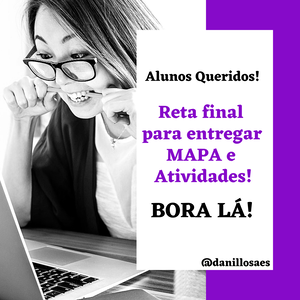 Alunos Queridos!
Reta final
para entregar
MAPA e
Atividades!
BORA LÁ!
@danillosaes